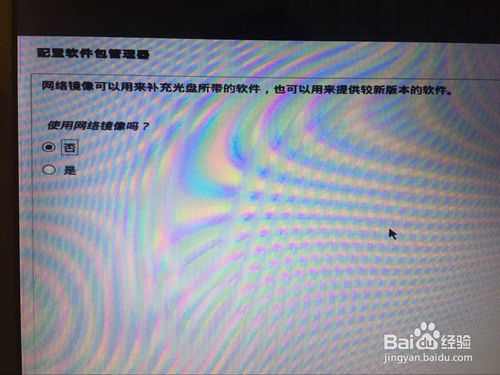 配置软件包管理器
网络镜像可以用来补充光盘所带的软件，也可以用来提供较新版本的软件。
使用网络镜像吗？
否
是
Baidu经验
jingyan.baidu.com